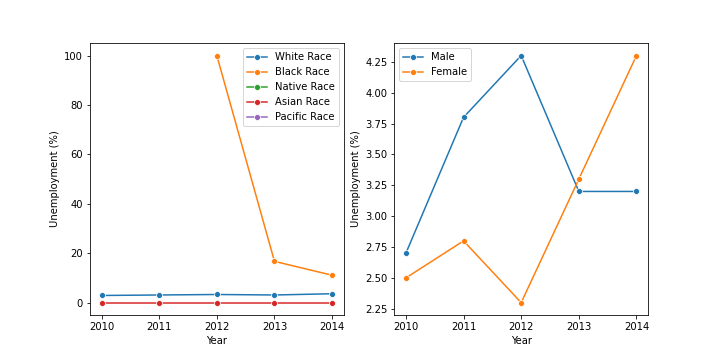 100
80
60
40
20
0
Unemployment (%)
2010 2011 2012 2013 2014
Year
White Race
Black Race
Native Race
Asian Race
Pacific Race
4.25
4.00
3.75
3.50
3.25
3.00
2.75
2.50
2.25
Unemployment (%)
2010 2011 2012 2013 2014
Year
Male
Female